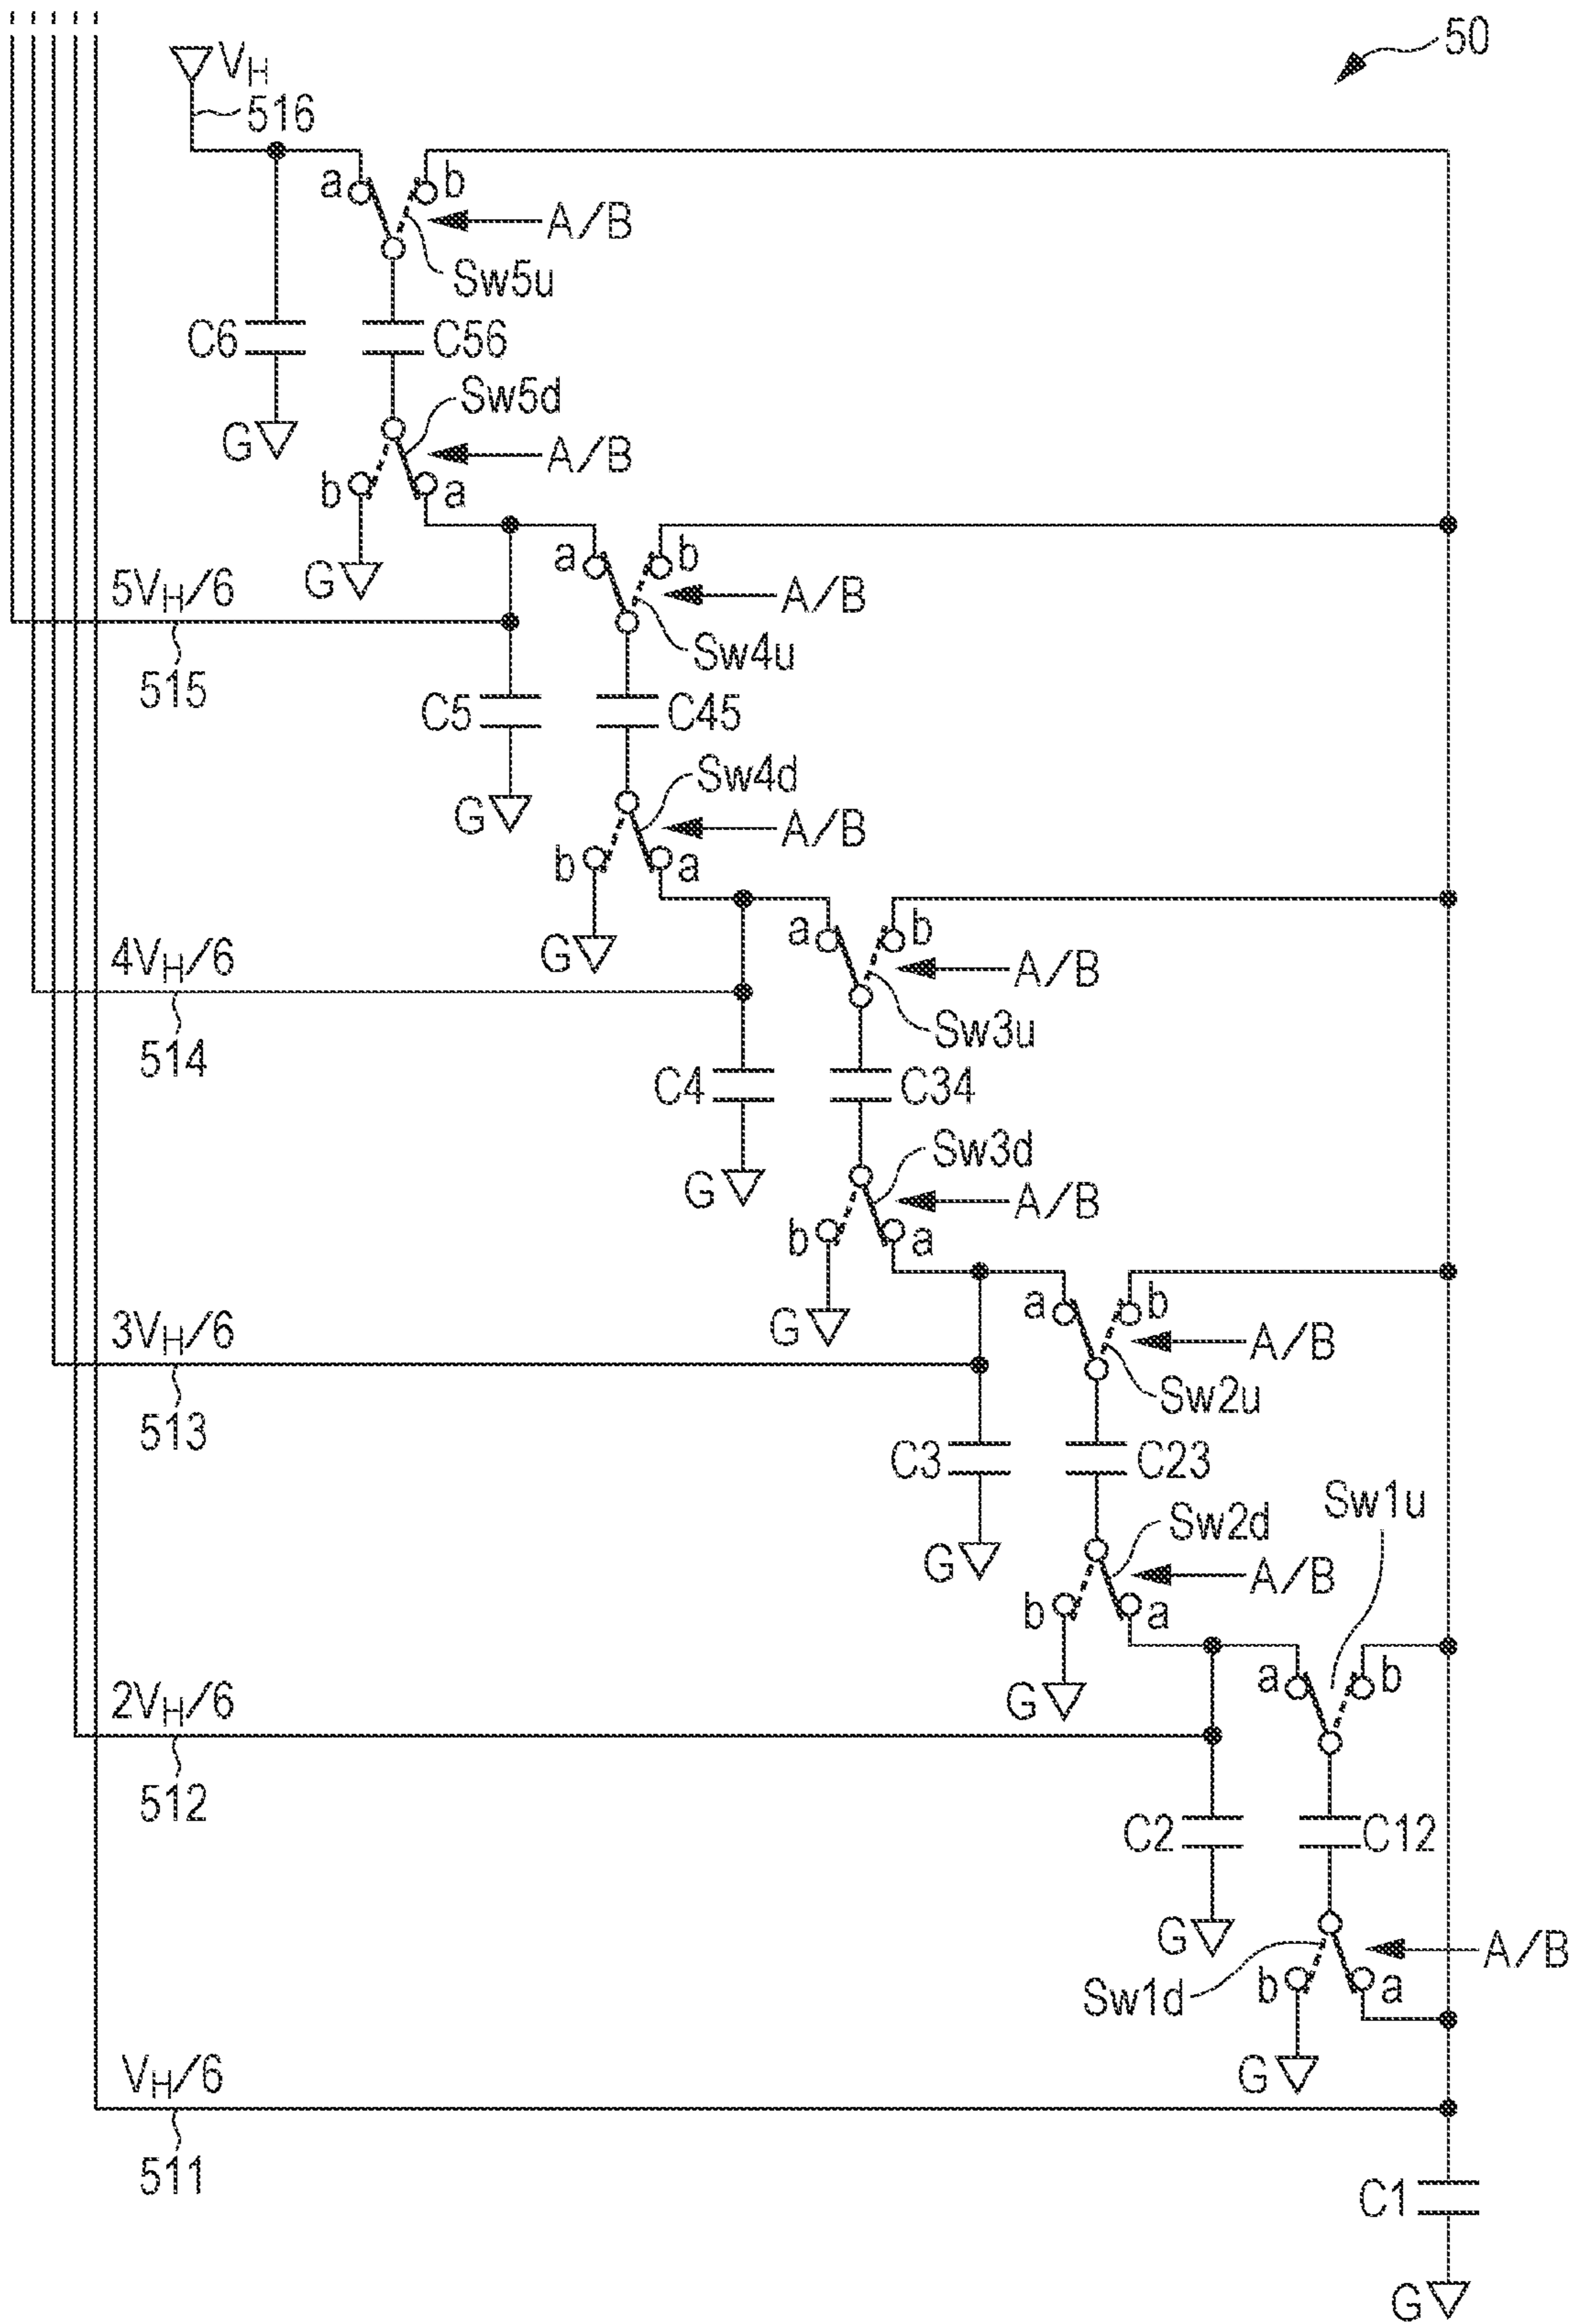 50
VH
516
a b
A/B
Sw5u
C6 C56
Sw5d
G
A/B
b a
G
a b
5VH/6
A/B
515
Sw4u
C5 C45
Sw4d
G
A/B
b a
G
a b
4VH/6
A/B
514
Sw3u
C4 C34
Sw3d
G
A/B
b a
G
a b
3VH/6
A/B
513
Sw2u
C3 C23
Sw1u
Sw2d
G
A/B
b a
G
a b
2VH/6
512
C2 C12
G
A/B
Sw1d
b a
G
VH/6
511
C1
G